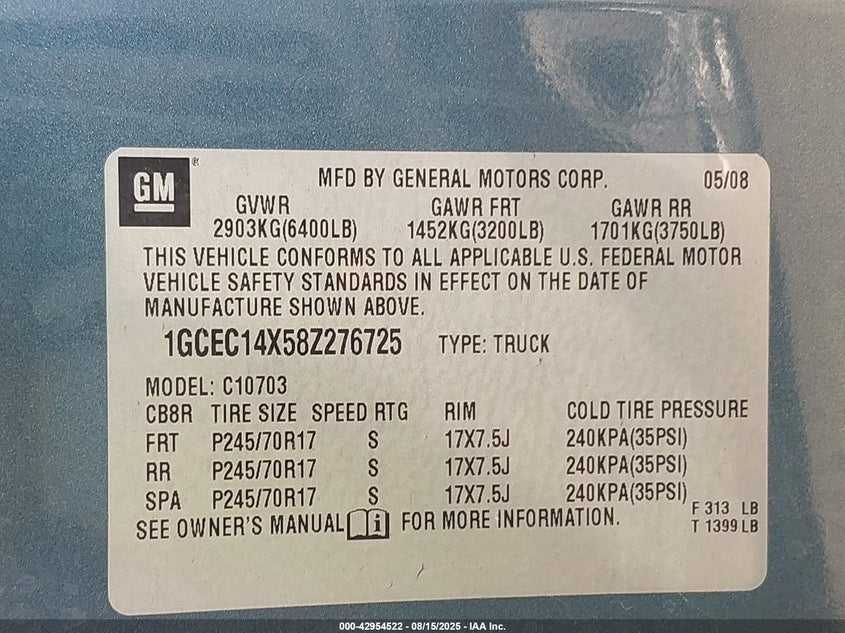 GM ®
MFD BY GENERAL MOTORS CORP. 05/08
GVWR GAWR FRT GAWR RR
2903KG(6400LB) 1452KG(3200LB) 1701KG(3750LB)
THIS VEHICLE CONFORMS TO ALL APPLICABLE U.S. FEDERAL MOTOR
VEHICLE SAFETY STANDARDS IN EFFECT ON THE DATE OF
MANUFACTURE SHOWN ABOVE.
1GCEC14X58Z276725 TYPE: TRUCK
MODEL: C10703
CB8R TIRE SIZE SPEED RTG RIM COLD TIRE PRESSURE
FRT P245/70R17 S 17X7.5J 240KPA(35PSI)
RR P245/70R17 S 17X7.5J 240KPA(35PSI)
SPA P245/70R17 S 17X7.5J 240KPA(35PSI)
F 313 LB
SEE OWNER'S MANUAL i FOR MORE INFORMATION.
T 1399 LB
000-42954522 - 08/15/2025 - IAA Inc.